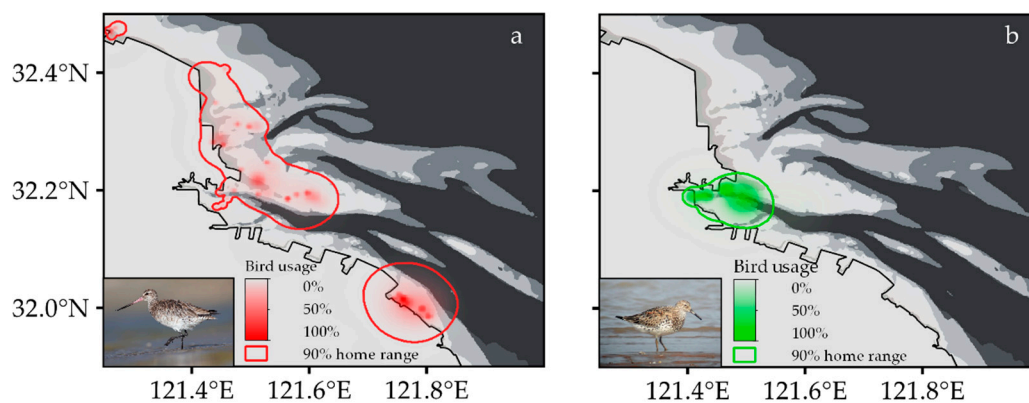 a
b
32.4°N
32.2°N
32.0°N
Bird usage
0%
50%
100%
90% home range
Bird usage
0%
50%
100%
90% home range
121.4°E
121.6°E
121.8°E
121.4°E
121.6°E
121.8°E